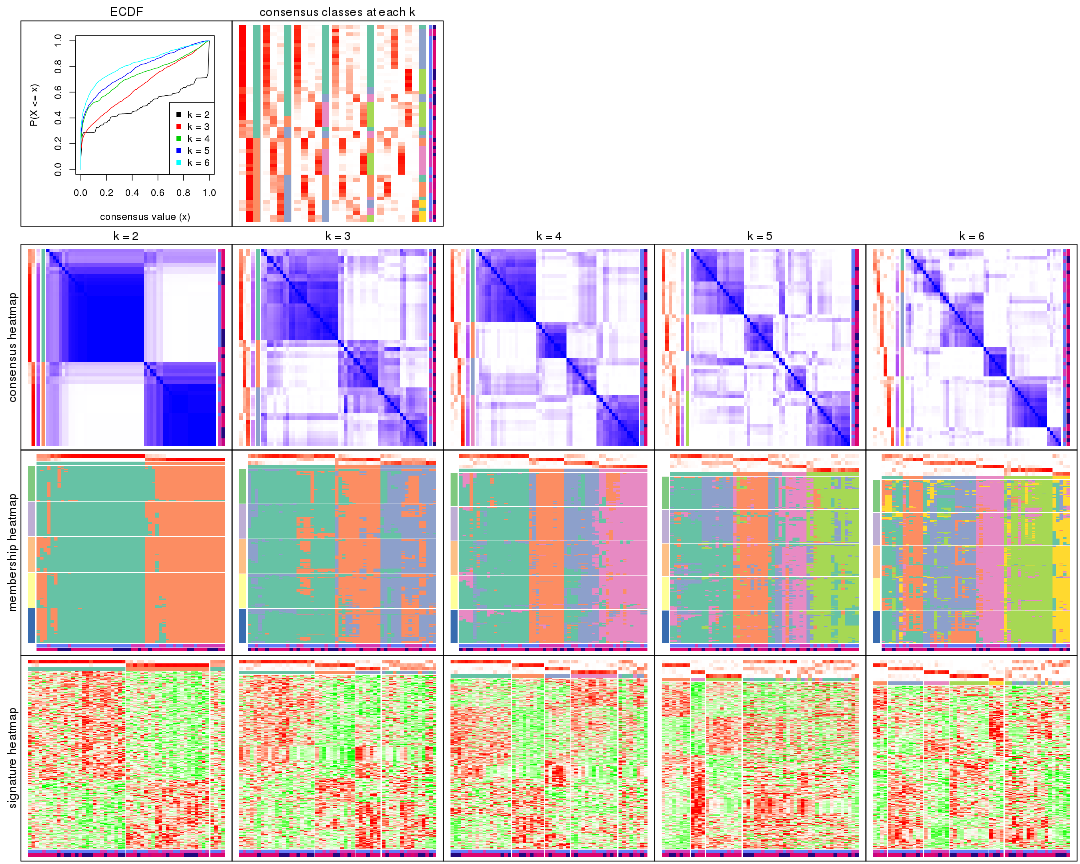 ECDF
consensus classes at each k
P(X <= x)
0.0 0.2 0.4 0.6 0.8 1.0
k = 2
k = 3
k = 4
k = 5
k = 6
0.0 0.2 0.4 0.6 0.8 1.0
consensus value (x)
k = 2
k = 3
k = 4
k = 5
k = 6
consensus heatmap
membership heatmap
signature heatmap